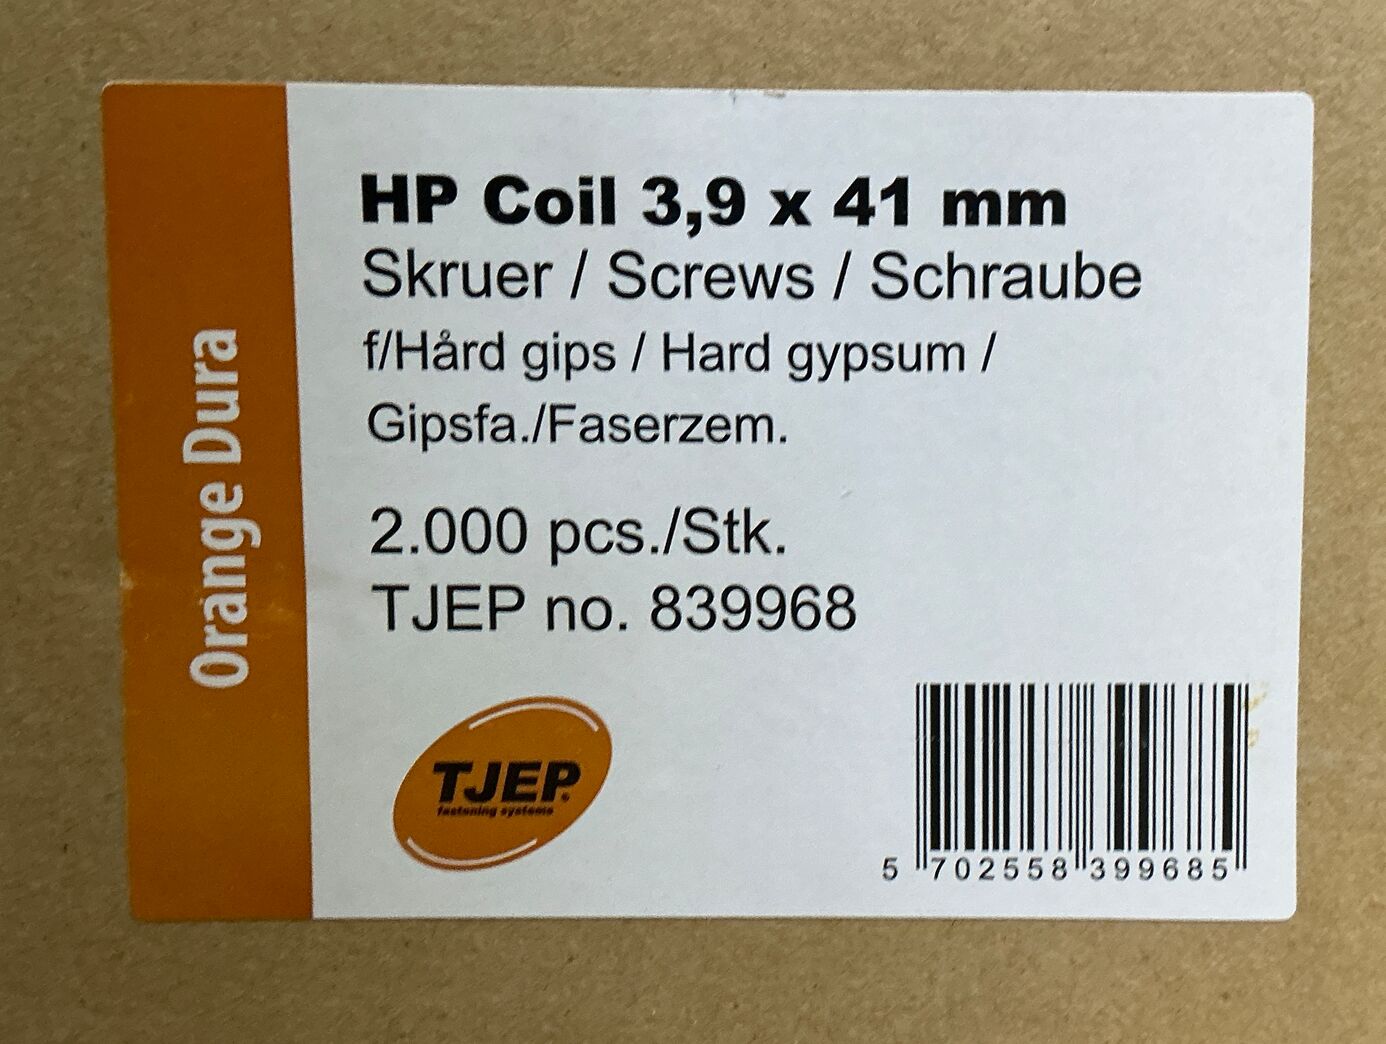 Orange Dura
HP Coil 3,9 x 41 mm
Skruer / Screws / Schraube
f/Hård gips / Hard gypsum /
Gipsfa./Faserzem.
2.000 pcs./Stk.
TJEP no. 839968
TJEP®
fastening systems
5 702558 399685